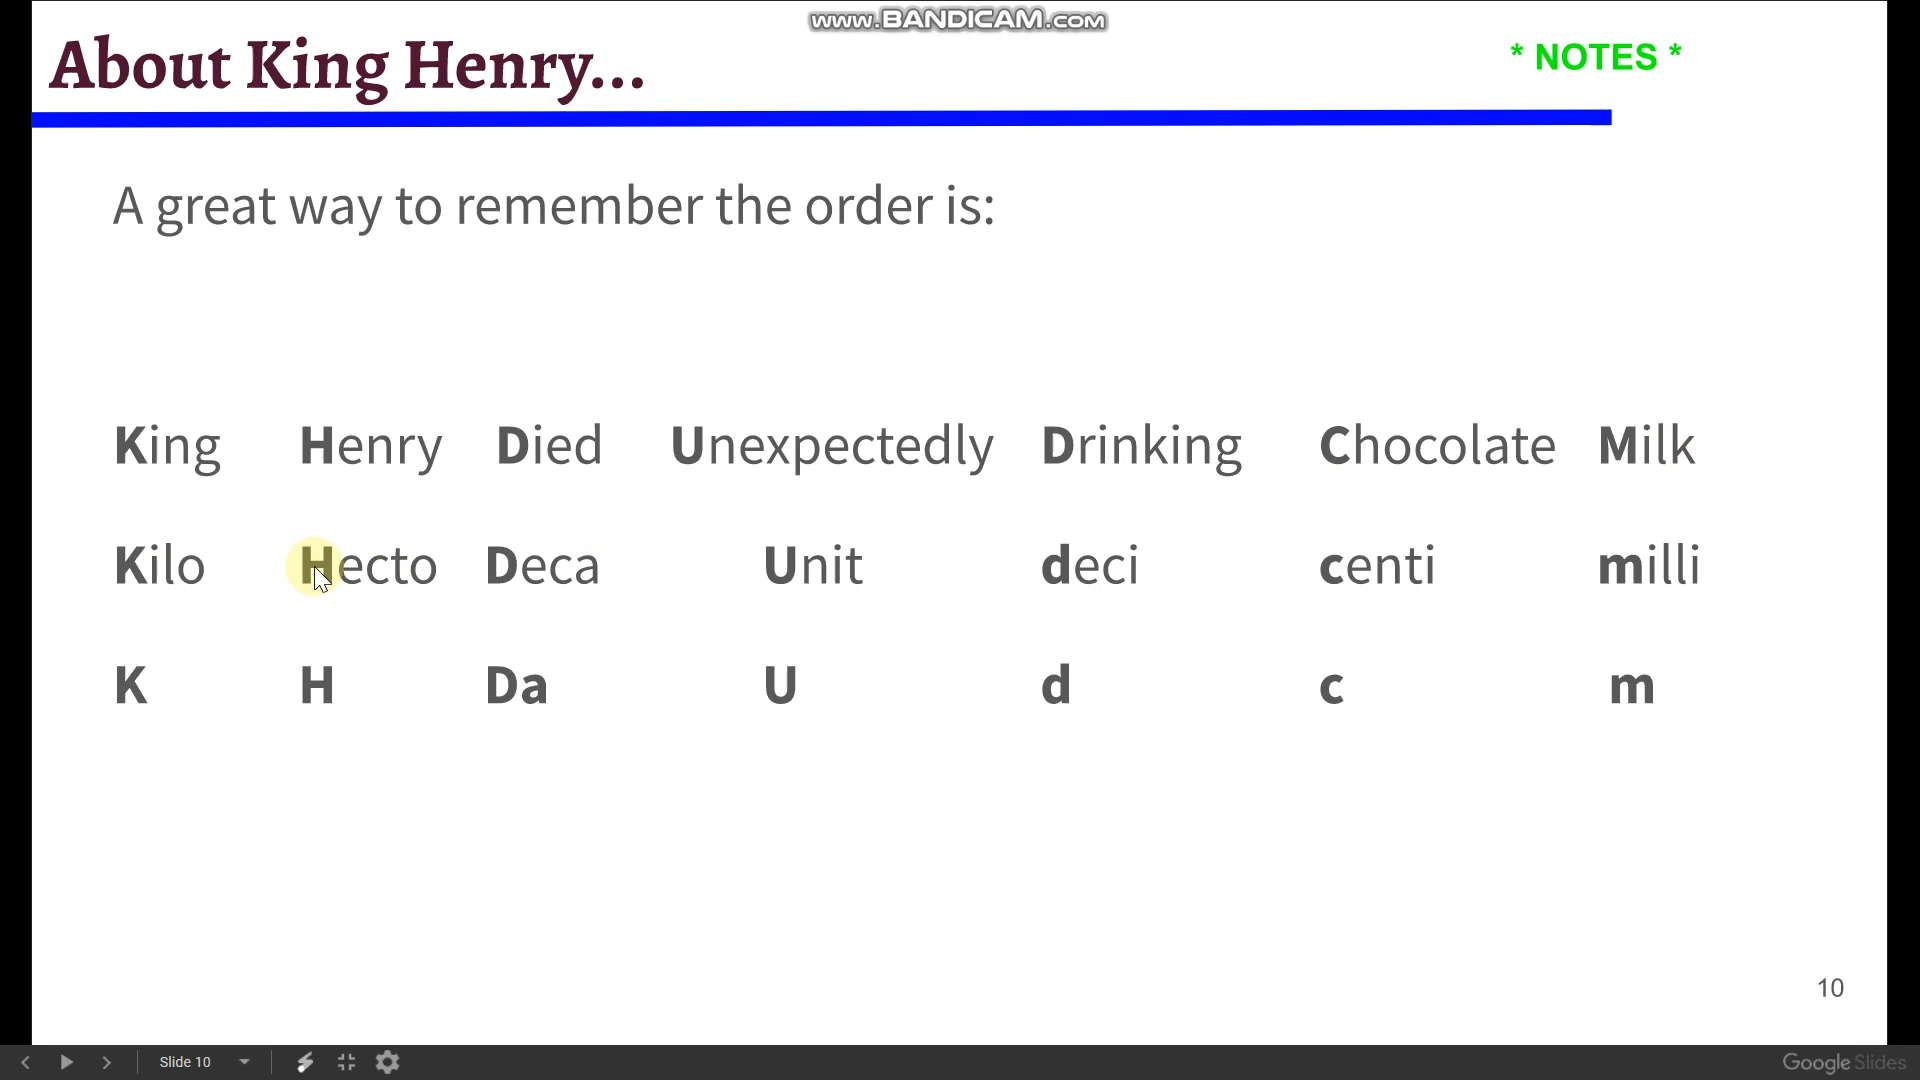 www.BANDICAM.com
About King Henry...
* NOTES *
A great way to remember the order is:
King Henry Died Unexpectedly Drinking Chocolate Milk
Kilo Hecto Deca Unit deci centi milli
K H Da U d c m
10
Slide 10
Google Slides